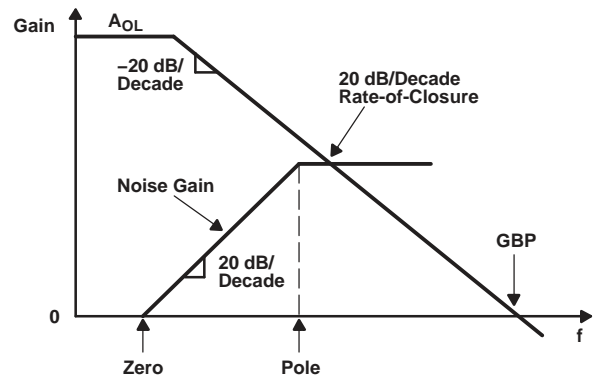 Gain
AOL
–20 dB/
Decade
20 dB/Decade
Rate-of-Closure
Noise Gain
GBP
20 dB/
Decade
0
f
Zero
Pole